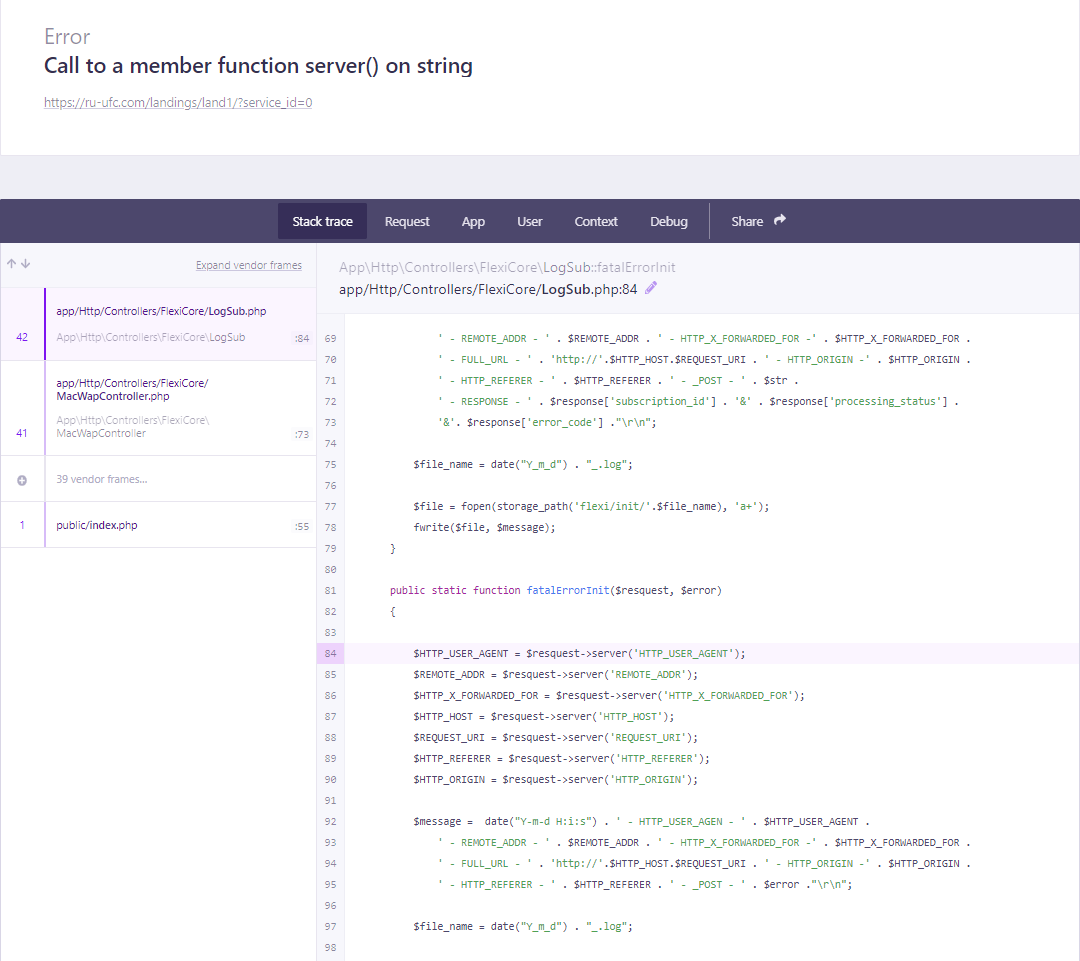 Error
Call to a member function server() on string
https://ru-ufc.com/landings/land1/?service_id=0
Stack trace Request App User Context Debug Share
Expand vendor frames
42 app/Http/Controllers/FlexiCore/LogSub.php
App\Http\Controllers\FlexiCore\LogSub :84
app/Http/Controllers/FlexiCore/
MacWapController.php
App\Http\Controllers\FlexiCore\
41 MacWapController :73
39 vendor frames...
1 public/index.php :55
App\Http\Controllers\FlexiCore\LogSub::fatalErrorInit
app/Http/Controllers/FlexiCore/LogSub.php:84
69 ' - REMOTE_ADDR - ' . $REMOTE_ADDR . ' - HTTP_X_FORWARDED_FOR -' . $HTTP_X_FORWARDED_FOR .
70 ' - FULL_URL - ' . 'http://'.$HTTP_HOST.$REQUEST_URI . ' - HTTP_ORIGIN -' . $HTTP_ORIGIN .
71 ' - HTTP_REFERER - ' . $HTTP_REFERER . ' - _POST - ' . $str .
72 ' - RESPONSE - ' . $response['subscription_id'] . '&' . $response['processing_status'] .
73 '&'. $response['error_code'] ."\r\n";
74
75 $file_name = date("Y_m_d") . "_.log";
76
77 $file = fopen(storage_path('flexi/init/'.$file_name), 'a+');
78 fwrite($file, $message);
79 }
80
81 public static function fatalErrorInit($resquest, $error)
82 {
83
84 $HTTP_USER_AGENT = $resquest->server('HTTP_USER_AGENT');
85 $REMOTE_ADDR = $resquest->server('REMOTE_ADDR');
86 $HTTP_X_FORWARDED_FOR = $resquest->server('HTTP_X_FORWARDED_FOR');
87 $HTTP_HOST = $resquest->server('HTTP_HOST');
88 $REQUEST_URI = $resquest->server('REQUEST_URI');
89 $HTTP_REFERER = $resquest->server('HTTP_REFERER');
90 $HTTP_ORIGIN = $resquest->server('HTTP_ORIGIN');
91
92 $message =  date("Y-m-d H:i:s") . ' - HTTP_USER_AGEN - ' . $HTTP_USER_AGENT .
93 ' - REMOTE_ADDR - ' . $REMOTE_ADDR . ' - HTTP_X_FORWARDED_FOR -' . $HTTP_X_FORWARDED_FOR .
94 ' - FULL_URL - ' . 'http://'.$HTTP_HOST.$REQUEST_URI . ' - HTTP_ORIGIN -' . $HTTP_ORIGIN .
95 ' - HTTP_REFERER - ' . $HTTP_REFERER . ' - _POST - ' . $error ."\r\n";
96
97 $file_name = date("Y_m_d") . "_.log";
98